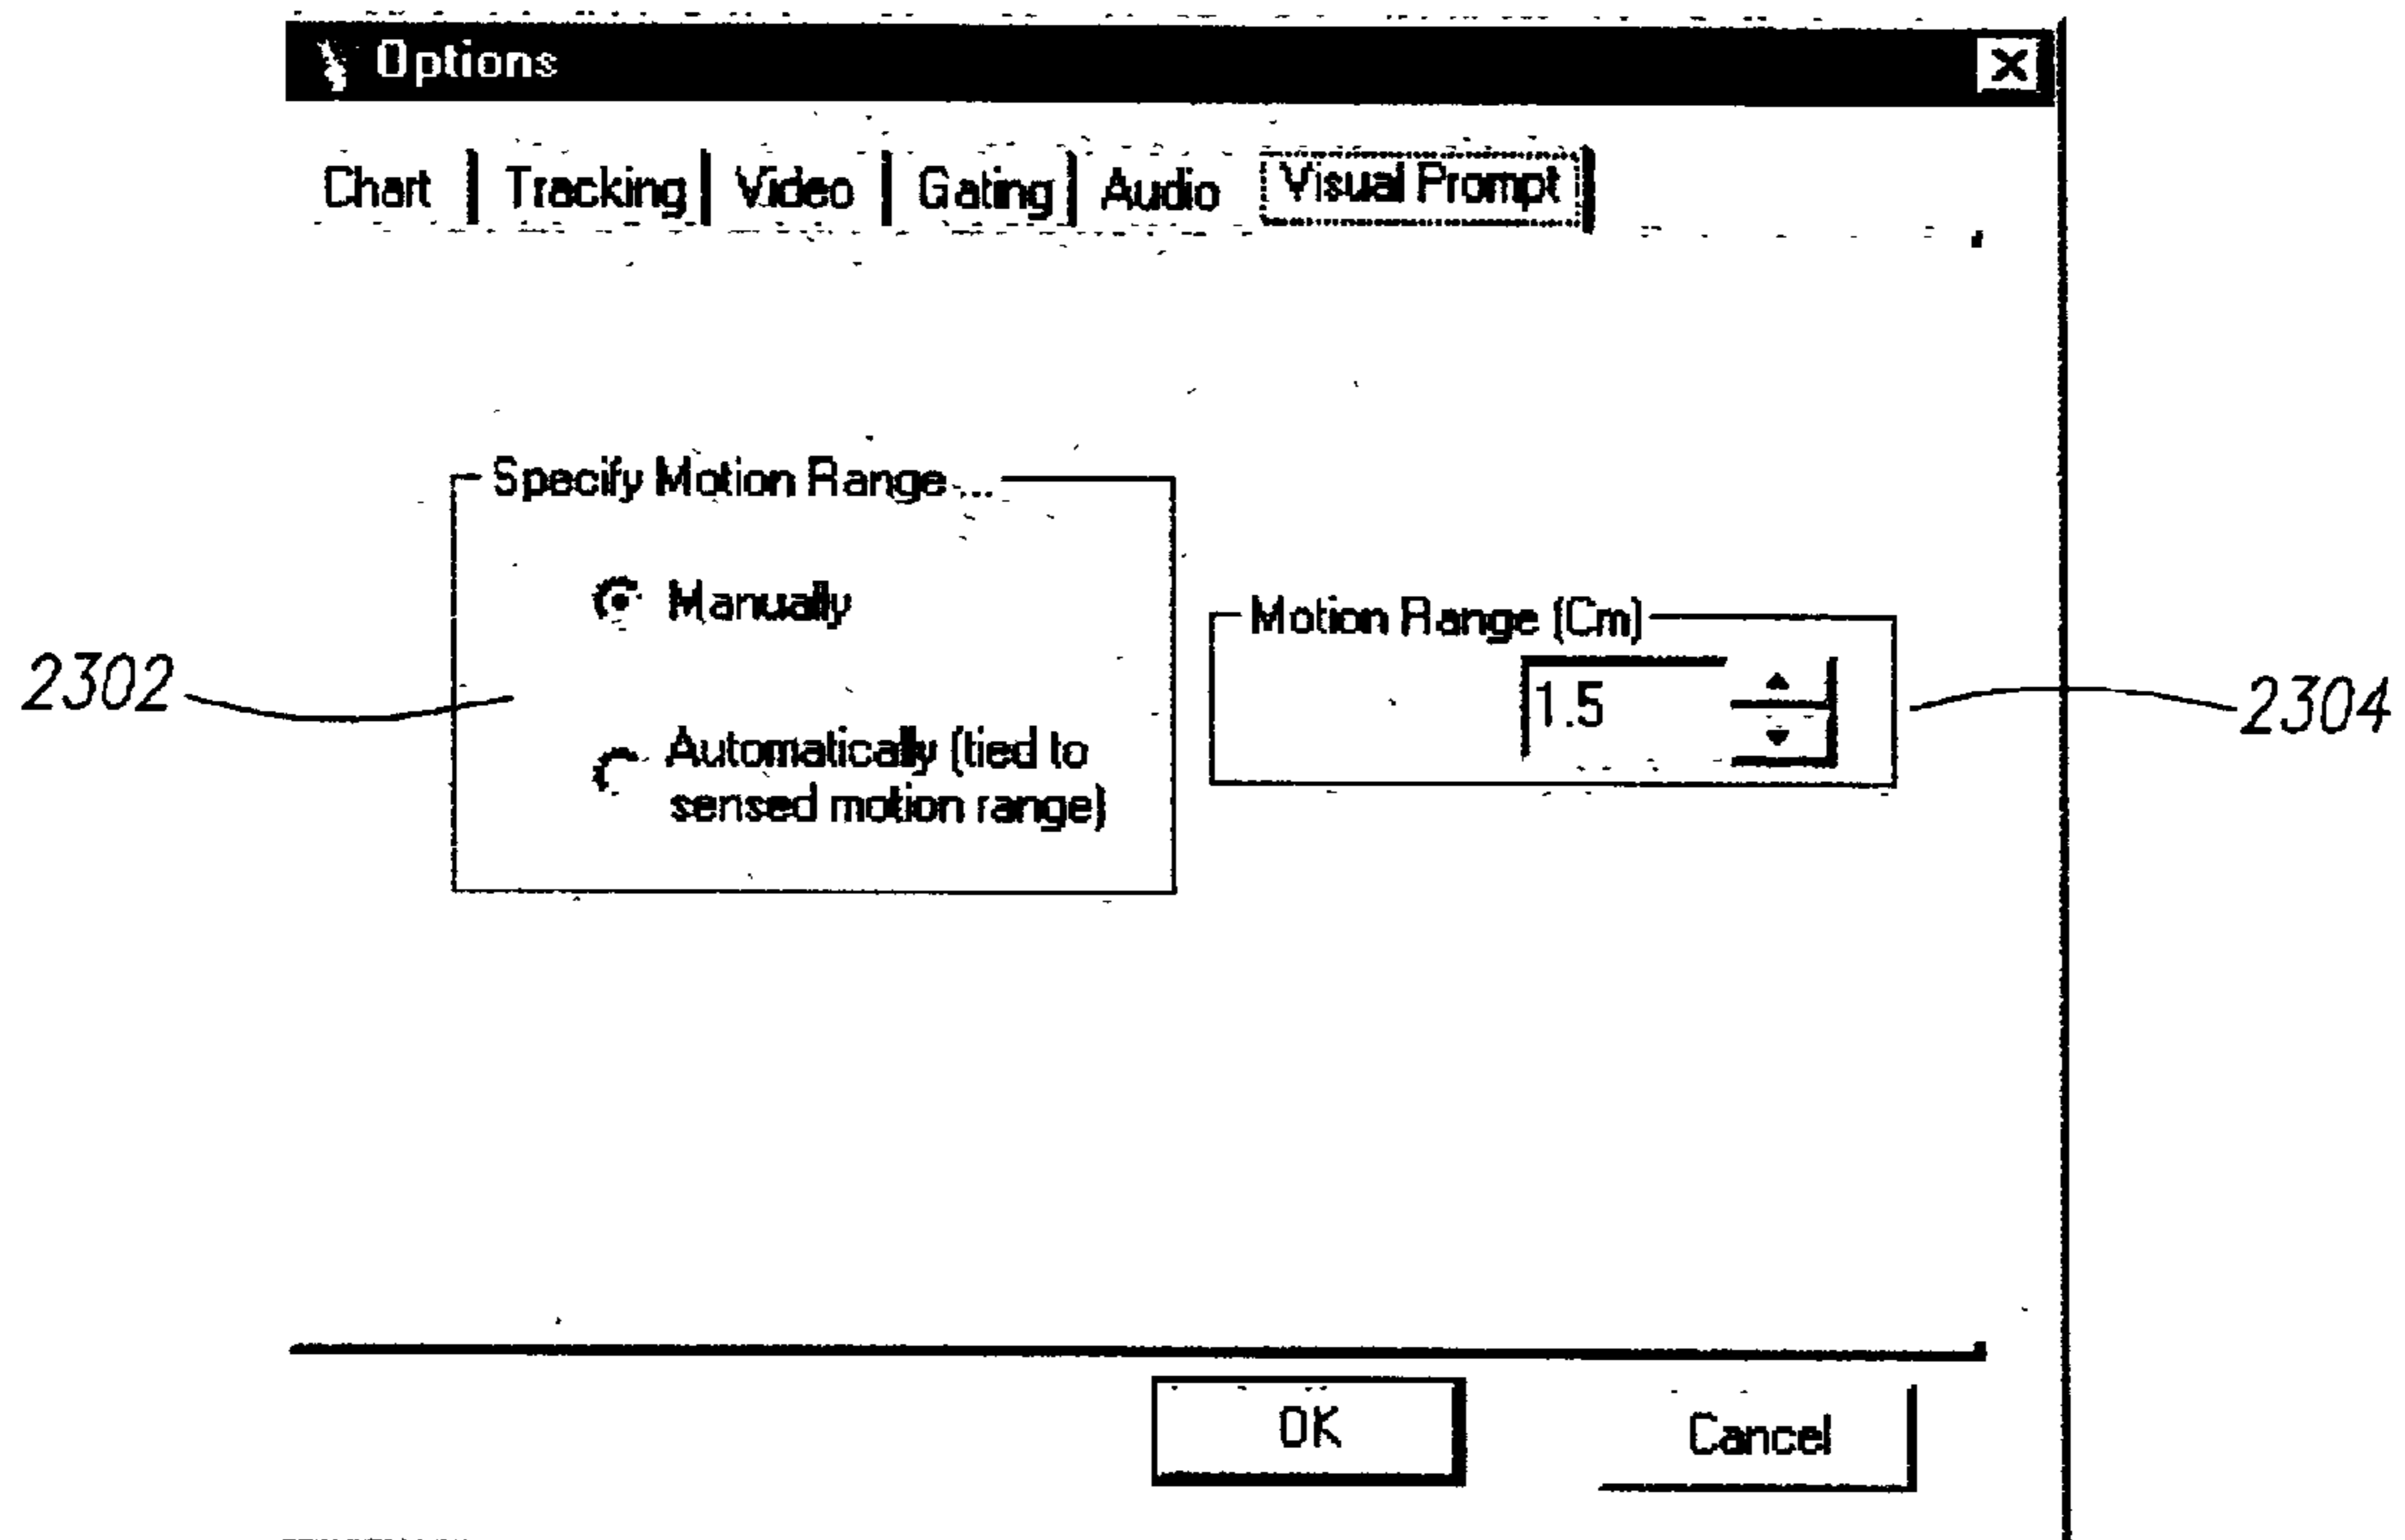 Options
Chart Tracking Video Gating Audio Visual Prompt
Specify Motion Range ...
Manually
Motion Range (Cm)
2302
1.5
2304
Automatically (tied to
sensed motion range)
OK Cancel